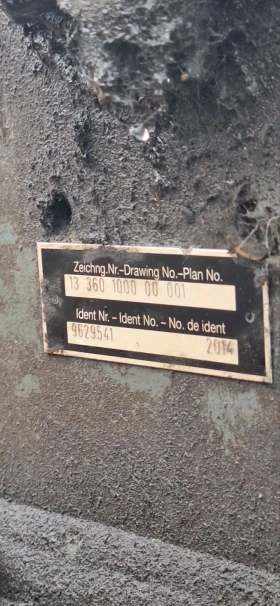 Zeichng.Nr.-Drawing No.-Plan No.
13 360 1000 00 001
Ident Nr. - Ident No. - No. de ident
9629541 2014